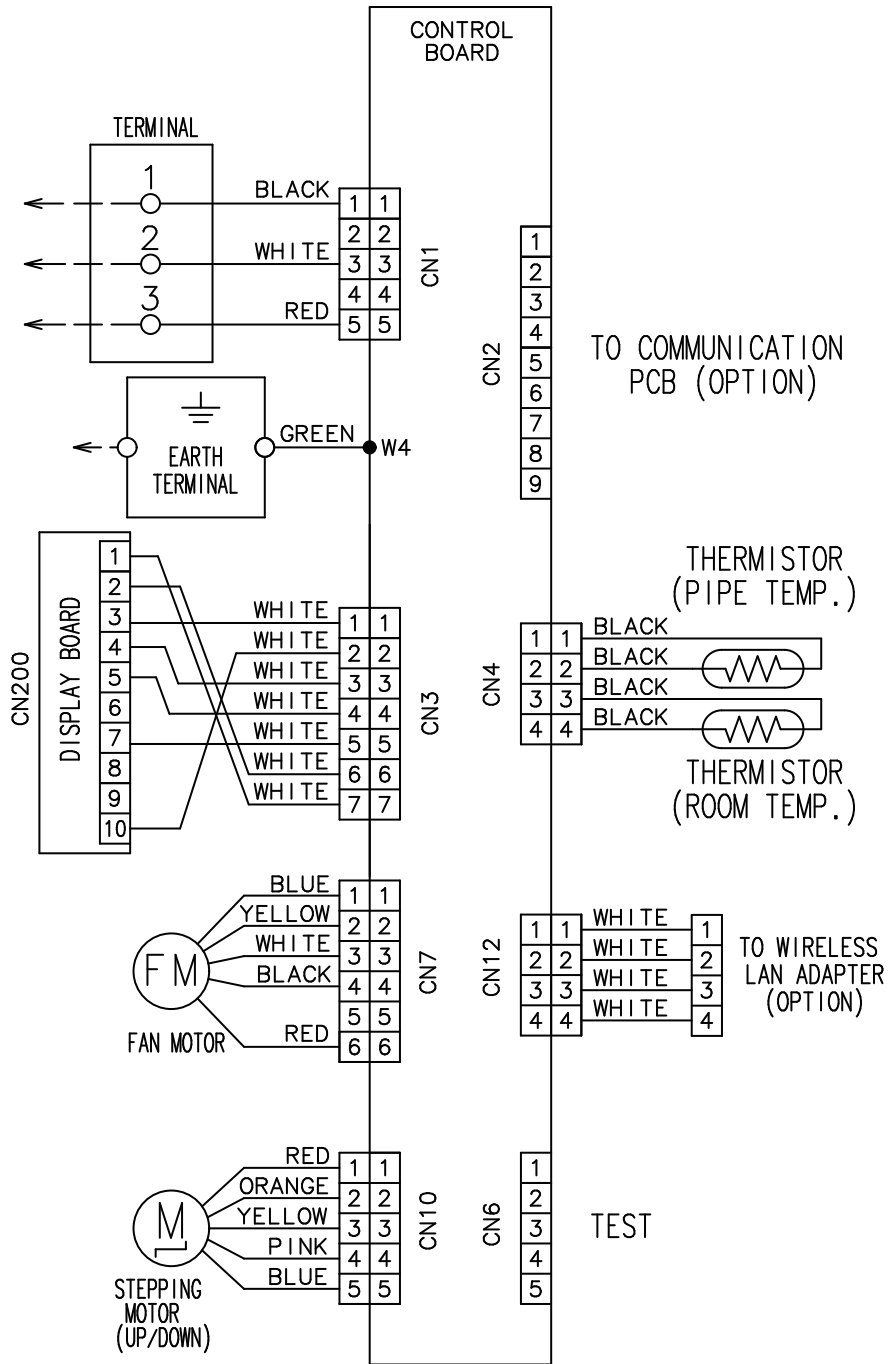 CONTROL
BOARD
TERMINAL
1
BLACK
1 1
2 2
2
WHITE
3 3
CN1
3
4 4
RED
5 5
EARTH
TERMINAL
GREEN
W4
CN200
DISPLAY BOARD
1
2
3
4
5
6
7
8
9
10
WHITE
1 1
WHITE
2 2
WHITE
3 3
WHITE
4 4
WHITE
5 5
WHITE
6 6
WHITE
7 7
CN3
FM
FAN MOTOR
BLUE
1 1
YELLOW
2 2
WHITE
3 3
BLACK
4 4
5 5
RED
6 6
CN7
M
STEPPING
MOTOR
(UP/DOWN)
RED
1 1
ORANGE
2 2
YELLOW
3 3
PINK
4 4
BLUE
5 5
CN10
CN2
1
2
3
4
5
6
7
8
9
TO COMMUNICATION
PCB (OPTION)
THERMISTOR
(PIPE TEMP.)
CN4
1 1
BLACK
2 2
BLACK
3 3
BLACK
4 4
BLACK
THERMISTOR
(ROOM TEMP.)
CN12
1 1 WHITE 1
2 2 WHITE 2
3 3 WHITE 3
4 4 WHITE 4
TO WIRELESS
LAN ADAPTER
(OPTION)
CN6
1
2
3
4
5
TEST